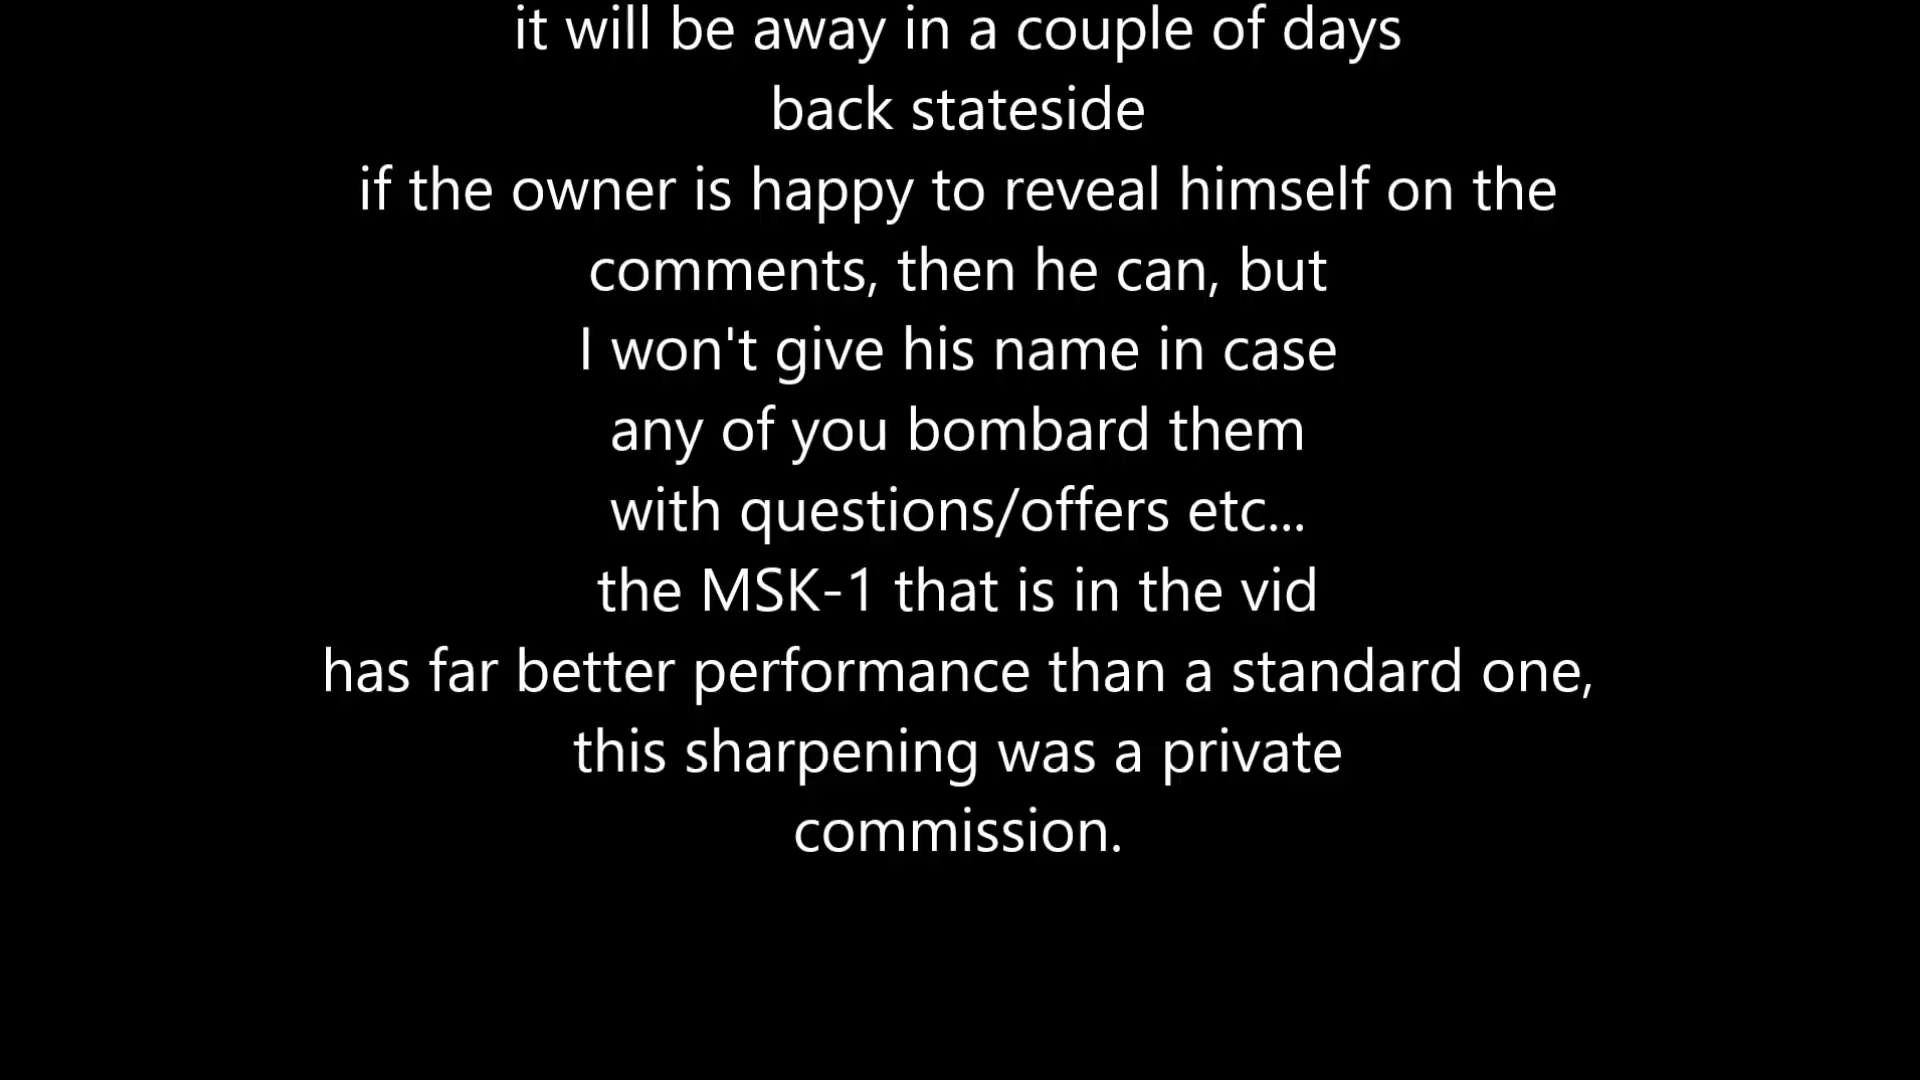 it will be away in a couple of days
back stateside
if the owner is happy to reveal himself on the
comments, then he can, but
I won't give his name in case
any of you bombard them
with questions/offers etc...
the MSK-1 that is in the vid
has far better performance than a standard one,
this sharpening was a private
commission.